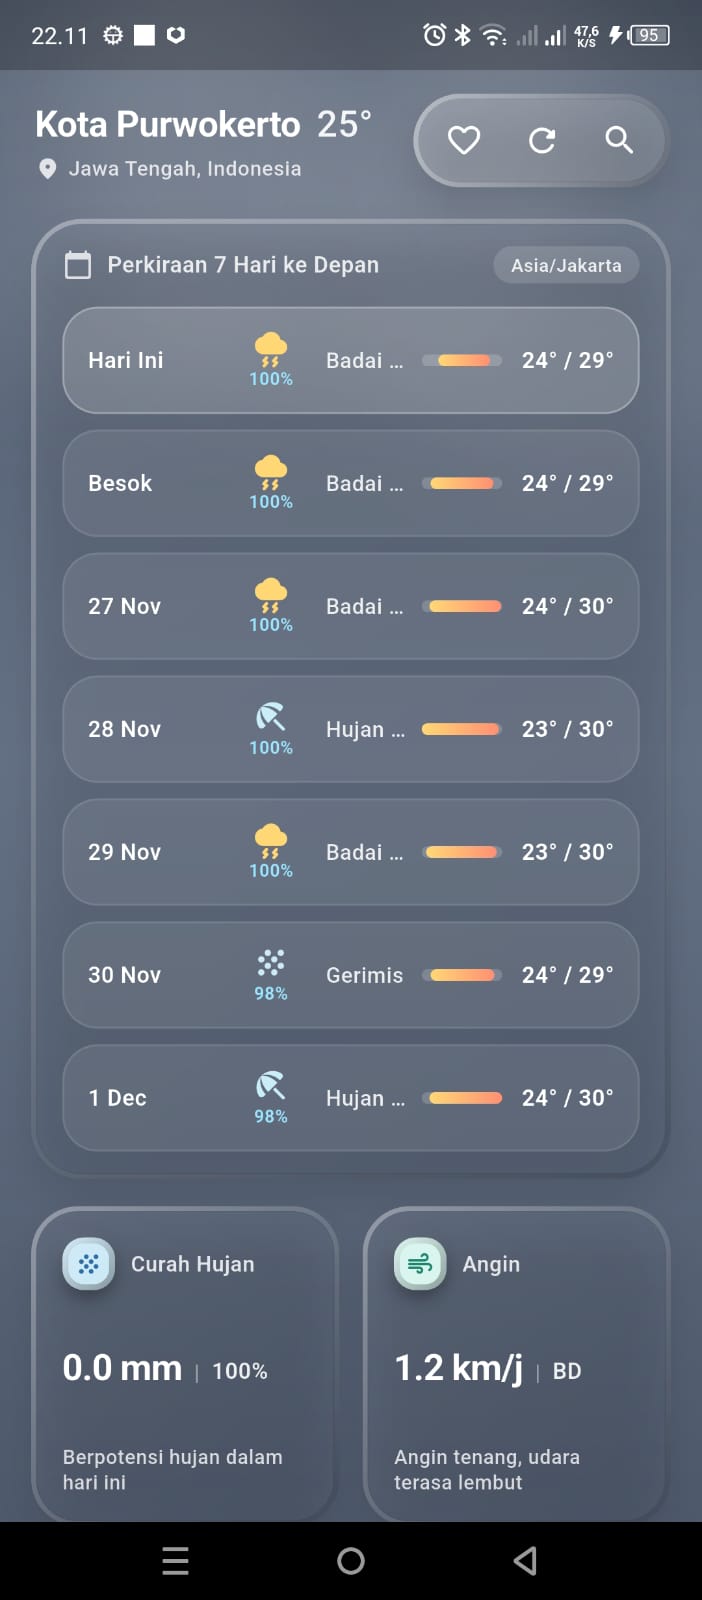 22.11 47,6 K/S 95
Kota Purwokerto 25°
Jawa Tengah, Indonesia
Perkiraan 7 Hari ke Depan Asia/Jakarta
Hari Ini 100% Badai ... 24° / 29°
Besok 100% Badai ... 24° / 29°
27 Nov 100% Badai ... 24° / 30°
28 Nov 100% Hujan ... 23° / 30°
29 Nov 100% Badai ... 23° / 30°
30 Nov 98% Gerimis 24° / 29°
1 Dec 98% Hujan ... 24° / 30°
Curah Hujan
0.0 mm | 100%
Berpotensi hujan dalam
hari ini
Angin
1.2 km/j | BD
Angin tenang, udara
terasa lembut